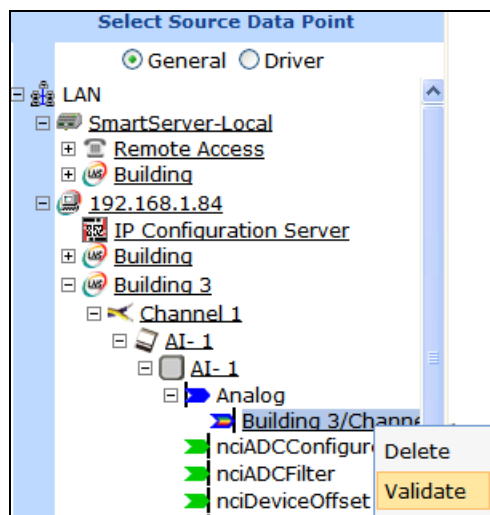 Select Source Data Point
General Driver
LAN
SmartServer-Local
Remote Access
Building
192.168.1.84
IP Configuration Server
Building
Building 3
Channel 1
AI- 1
AI- 1
Analog
Building 3/Channe
nciADCConfigur
Delete
nciADCFilter
nciDeviceOffset
Validate